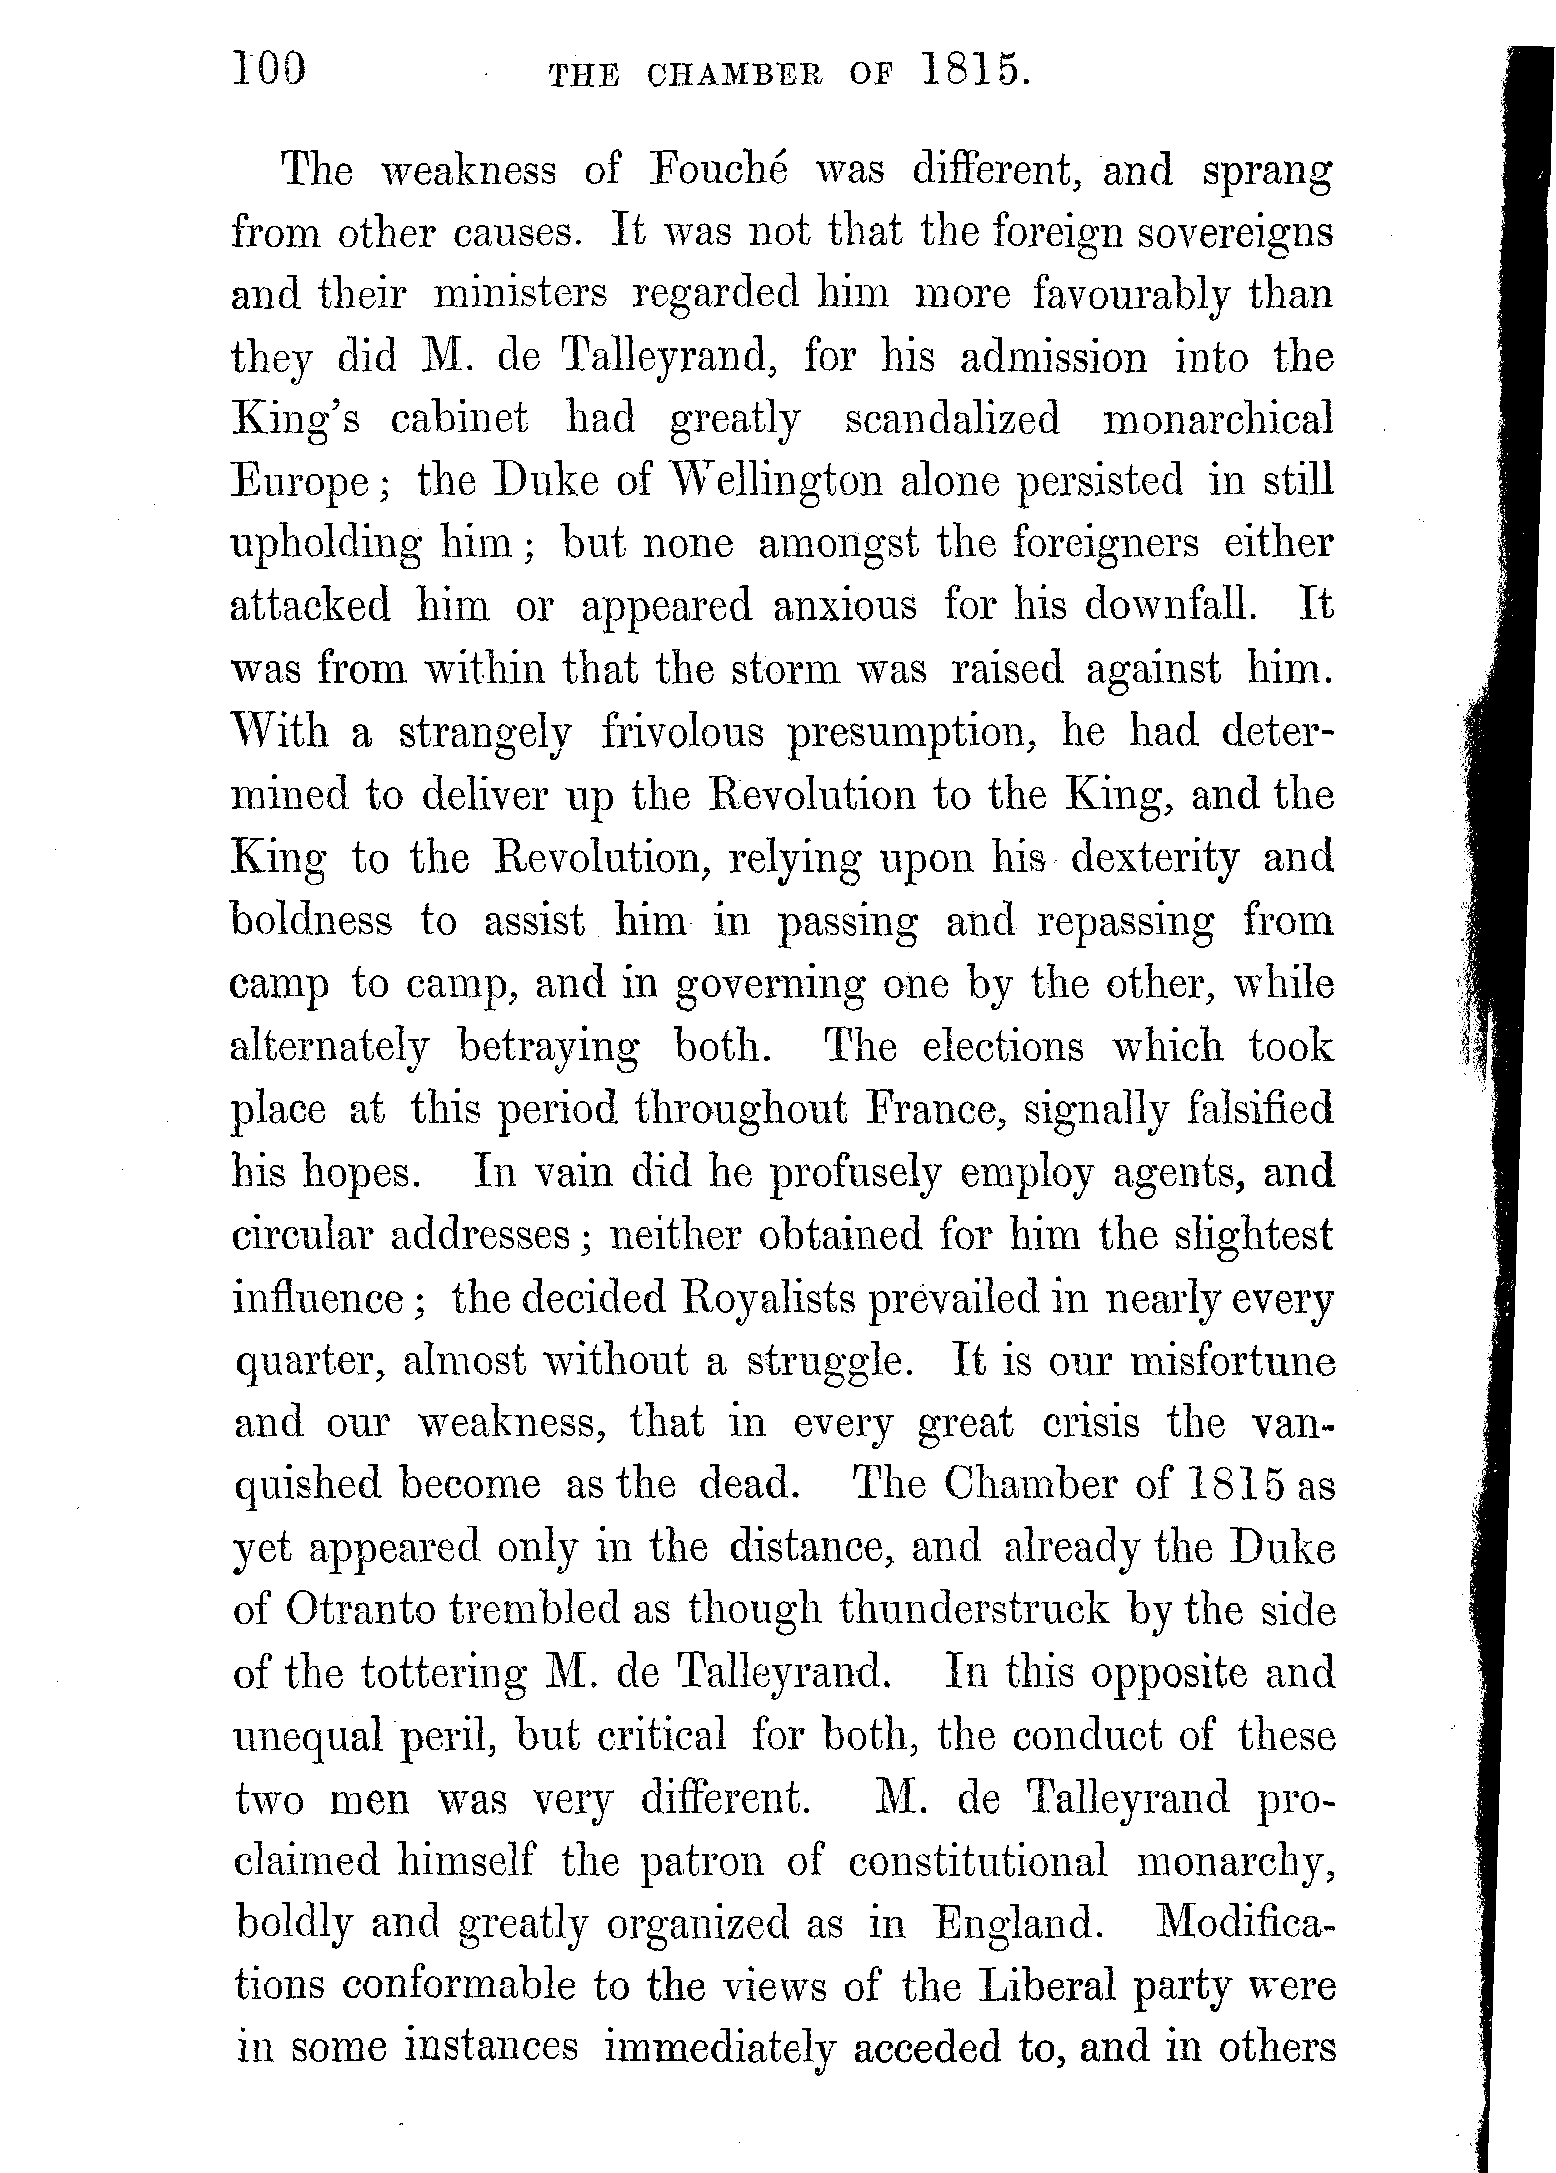 100 THE CHAMBER OF 1815.
The weakness of Fouché was different, and sprang
from other causes. It was not that the foreign sovereigns
and their ministers regarded him more favourably than
they did M. de Talleyrand, for his admission into the
King's cabinet had greatly scandalized monarchical
Europe; the Duke of Wellington alone persisted in still
upholding him; but none amongst the foreigners either
attacked him or appeared anxious for his downfall. It
was from within that the storm was raised against him.
With a strangely frivolous presumption, he had deter-
mined to deliver up the Revolution to the King, and the
King to the Revolution, relying upon his dexterity and
boldness to assist him in passing and repassing from
camp to camp, and in governing one by the other, while
alternately betraying both. The elections which took
place at this period throughout France, signally falsified
his hopes. In vain did he profusely employ agents, and
circular addresses; neither obtained for him the slightest
influence; the decided Royalists prevailed in nearly every
quarter, almost without a struggle. It is our misfortune
and our weakness, that in every great crisis the van-
quished become as the dead. The Chamber of 1815 as
yet appeared only in the distance, and already the Duke
of Otranto trembled as though thunderstruck by the side
of the tottering M. de Talleyrand. In this opposite and
unequal peril, but critical for both, the conduct of these
two men was very different. M. de Talleyrand pro-
claimed himself the patron of constitutional monarchy,
boldly and greatly organized as in England. Modifica-
tions conformable to the views of the Liberal party were
in some instances immediately acceded to, and in others